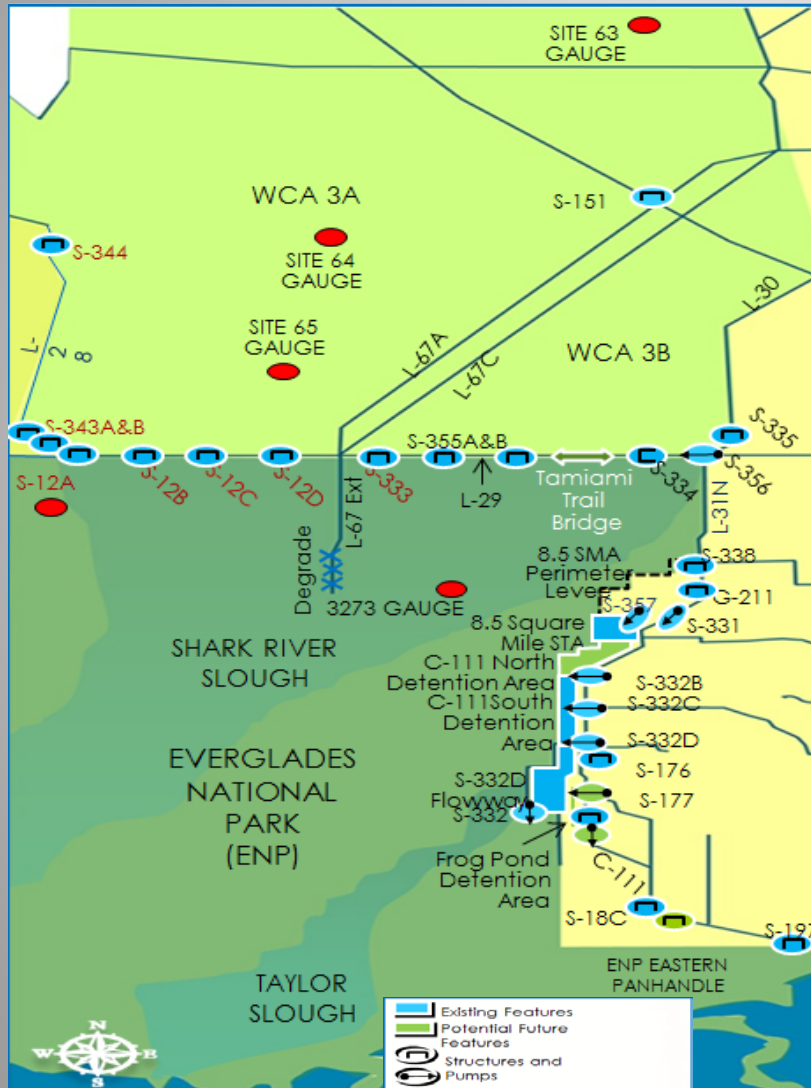 SITE 63
GAUGE
S-151
WCA 3A
S-344
SITE 64
GAUGE
L-30
SITE 65
GAUGE
L-
2
8
L-67A
L-67C
WCA 3B
S-343A&B
S-355A&B
S-335
S-12A
S-12B
S-12C
S-12D
S-333
L-29
Tamiami
Trail
Bridge
S-334
S-356
L-67 Ext
L-31N
Degrade
8.5 SMA
Perimeter
Levee
S-338
3273 GAUGE
S-357
G-211
8.5 Square
Mile STA
S-331
SHARK RIVER
SLOUGH
C-111 North
Detention Area
S-332B
C-111South
Detention
Area
S-332C
S-332D
EVERGLADES
NATIONAL
PARK
(ENP)
S-176
S-332D
Flowway
S-177
S-332
Frog Pond
Detention
Area
C-111
S-18C
S-197
TAYLOR
SLOUGH
ENP EASTERN
PANHANDLE
N
W E
S
Existing Features
Potential Future
Features
Structures and
Pumps